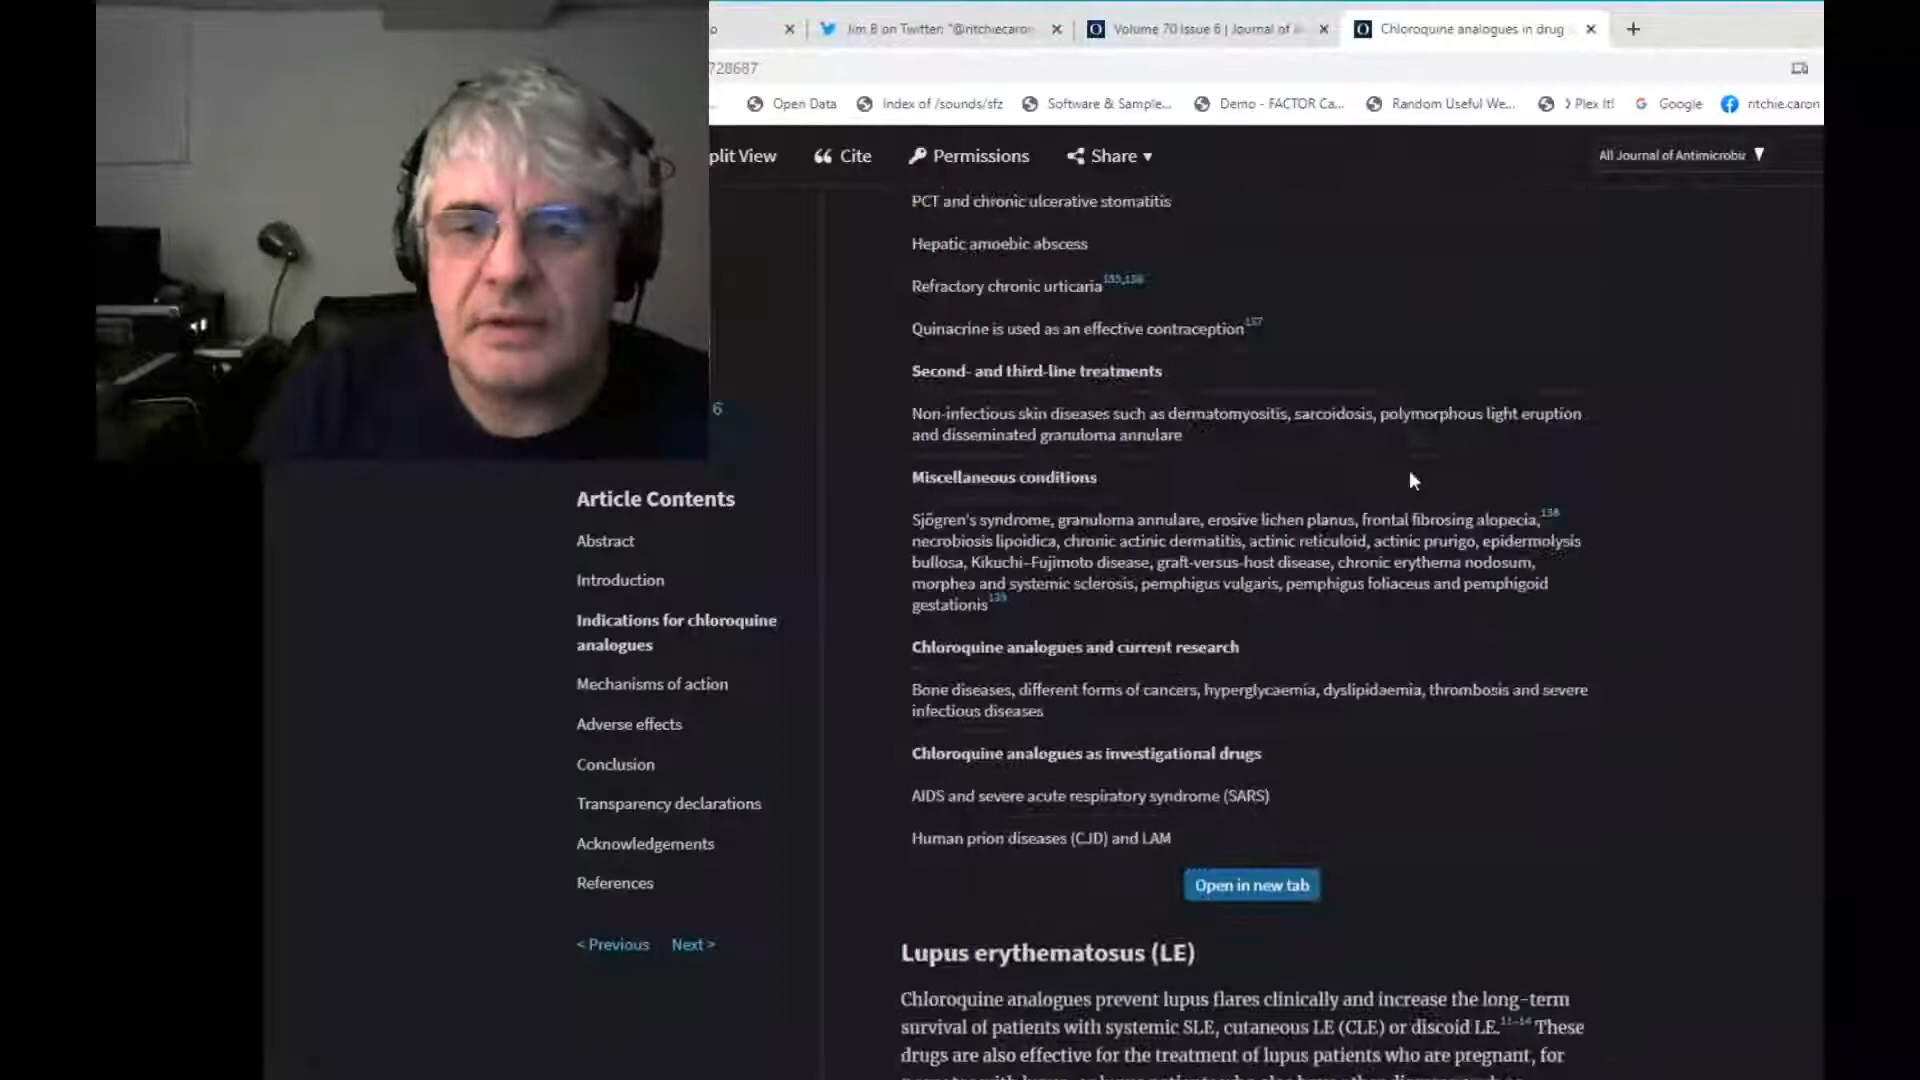 Jim B on Twitter: "@ritchiecaron
Volume 70 Issue 6 | Journal of
Chloroquine analogues in drug
728687
Open Data
Index of /sounds/sfz
Software & Sample...
Demo - FACTOR Ca...
Random Useful We...
Plex It!
Google
ritchie.caron
plit View
Cite
Permissions
Share
All Journal of Antimicrobia
PCT and chronic ulcerative stomatitis
Hepatic amoebic abscess
Refractory chronic urticaria
Quinacrine is used as an effective contraception
Second- and third-line treatments
6
Non-infectious skin diseases such as dermatomyositis, sarcoidosis, polymorphous light eruption
and disseminated granuloma annulare
Miscellaneous conditions
Sjögren's syndrome, granuloma annulare, erosive lichen planus, frontal fibrosing alopecia,
necrobiosis lipoidica, chronic actinic dermatitis, actinic reticuloid, actinic prurigo, epidermolysis
bullosa, Kikuchi–Fujimoto disease, graft-versus-host disease, chronic erythema nodosum,
morphea and systemic sclerosis, pemphigus vulgaris, pemphigus foliaceus and pemphigoid
gestationis
Chloroquine analogues and current research
Bone diseases, different forms of cancers, hyperglycaemia, dyslipidaemia, thrombosis and severe
infectious diseases
Chloroquine analogues as investigational drugs
AIDS and severe acute respiratory syndrome (SARS)
Human prion diseases (CJD) and LAM
Open in new tab
Article Contents
Abstract
Introduction
Indications for chloroquine
analogues
Mechanisms of action
Adverse effects
Conclusion
Transparency declarations
Acknowledgements
References
< Previous Next >
Lupus erythematosus (LE)
Chloroquine analogues prevent lupus flares clinically and increase the long-term
survival of patients with systemic SLE, cutaneous LE (CLE) or discoid LE.11–14 These
drugs are also effective for the treatment of lupus patients who are pregnant, for